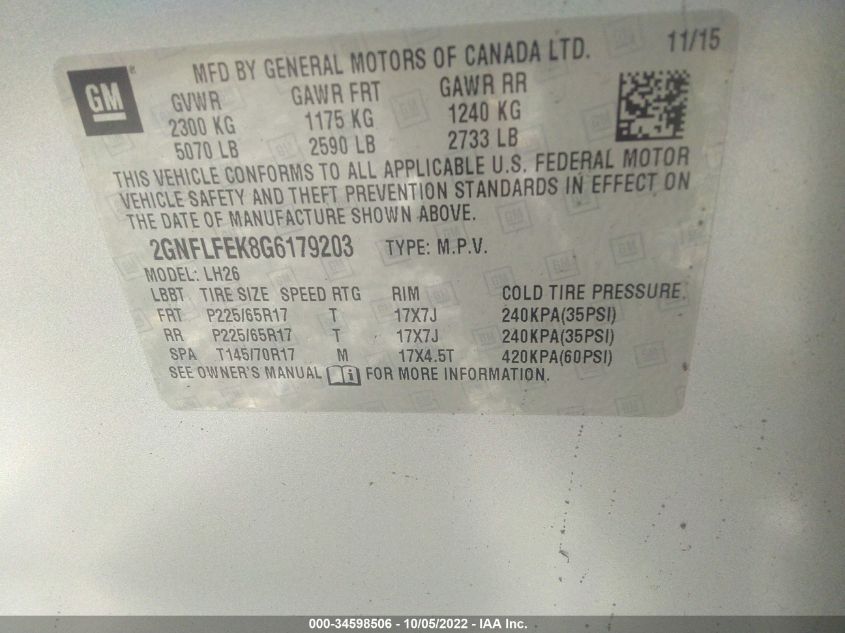 MFD BY GENERAL MOTORS OF CANADA LTD. 11/15
GM
GVWR GAWR FRT GAWR RR
2300 KG 1175 KG 1240 KG
5070 LB 2590 LB 2733 LB
THIS VEHICLE CONFORMS TO ALL APPLICABLE U.S. FEDERAL MOTOR
VEHICLE SAFETY AND THEFT PREVENTION STANDARDS IN EFFECT ON
THE DATE OF MANUFACTURE SHOWN ABOVE.
2GNFLFEK8G6179203 TYPE: M.P.V.
MODEL: LH26
LBBT TIRE SIZE SPEED RTG RIM COLD TIRE PRESSURE
FRT P225/65R17 T 17X7J 240KPA(35PSI)
RR P225/65R17 T 17X7J 240KPA(35PSI)
SPA T145/70R17 M 17X4.5T 420KPA(60PSI)
SEE OWNER'S MANUAL FOR MORE INFORMATION.
000-34598506 - 10/05/2022 - IAA Inc.